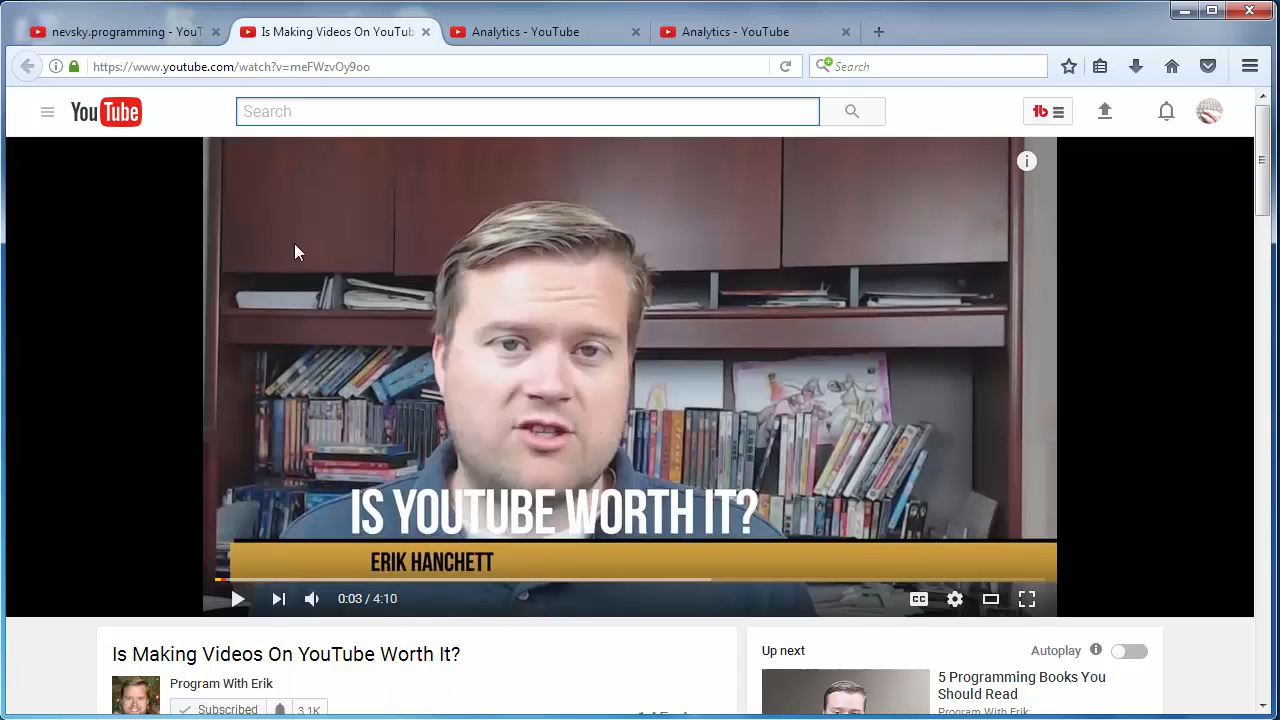 nevsky.programming - YouT
Is Making Videos On YouTub
Analytics - YouTube
Analytics - YouTube
https://www.youtube.com/watch?v=meFWzvOy9oo
Search
YouTube
Search
IS YOUTUBE WORTH IT?
ERIK HANCHETT
0:03 / 4:10
CC
Is Making Videos On YouTube Worth It?
Program With Erik
Subscribed
3.1K
Up next
Autoplay
5 Programming Books You
Should Read
Program With Erik